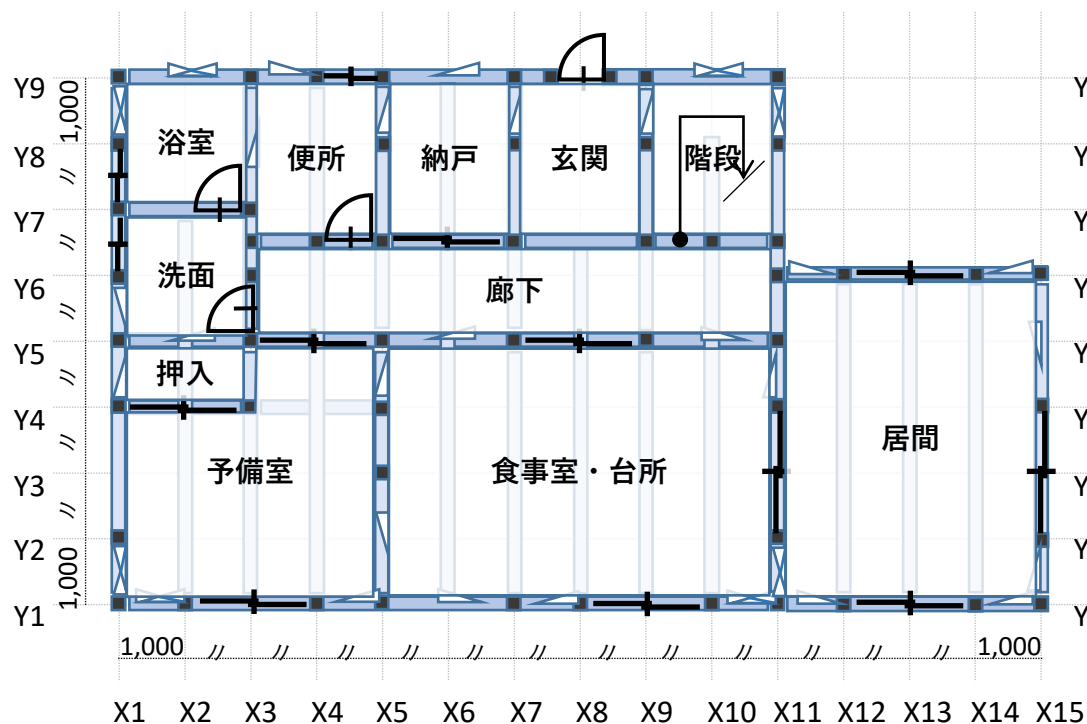 Y9 Y
1,000
浴室 便所 納戸 玄関 階段
Y8 Y
〃
Y7 Y
〃
洗面 廊下
Y6 Y
〃
Y5 Y
〃
押入
Y4 Y
〃
予備室 食事室・台所 居間
Y3 Y
〃
Y2 Y
1,000
Y1 Y
1,000 〃 〃 〃 〃 〃 〃 〃 〃 〃 〃 〃 〃 1,000
X1 X2 X3 X4 X5 X6 X7 X8 X9 X10 X11 X12 X13 X14 X15